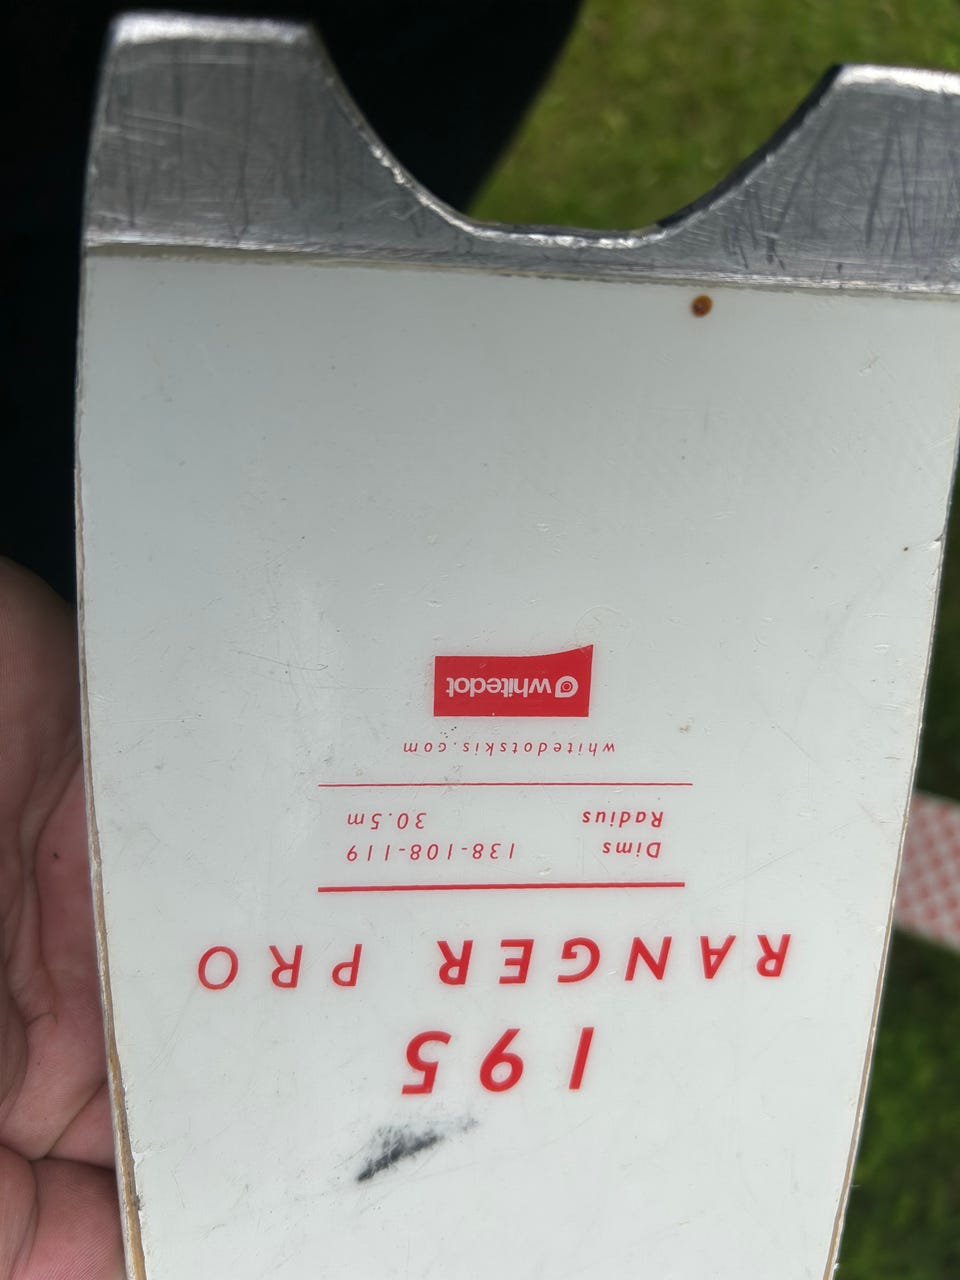 195
RANGER PRO
Dims 138-108-119
Radius 30.5m
whitedotskis.com
whitedot